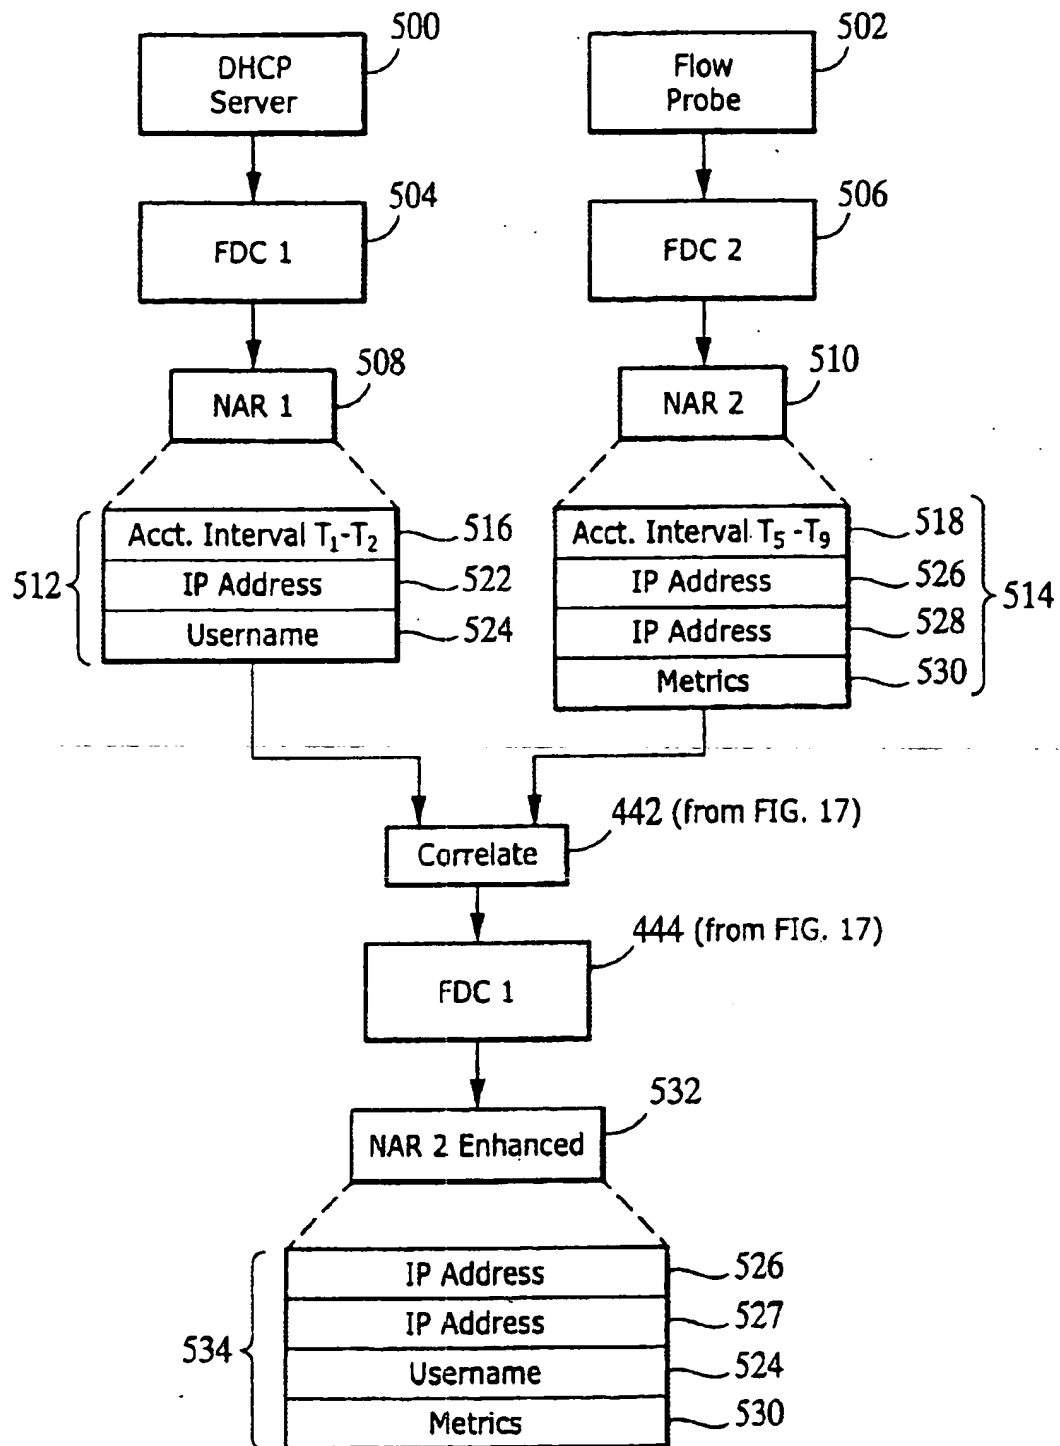 500
DHCP
Server
502
Flow
Probe
504
FDC 1
506
FDC 2
508
NAR 1
510
NAR 2
512
Acct. Interval T₁-T₂
516
IP Address
522
Username
524
Acct. Interval T₅-T₉
518
IP Address
526
IP Address
528
Metrics
530
514
442 (from FIG. 17)
Correlate
444 (from FIG. 17)
FDC 1
532
NAR 2 Enhanced
534
IP Address
526
IP Address
527
Username
524
Metrics
530